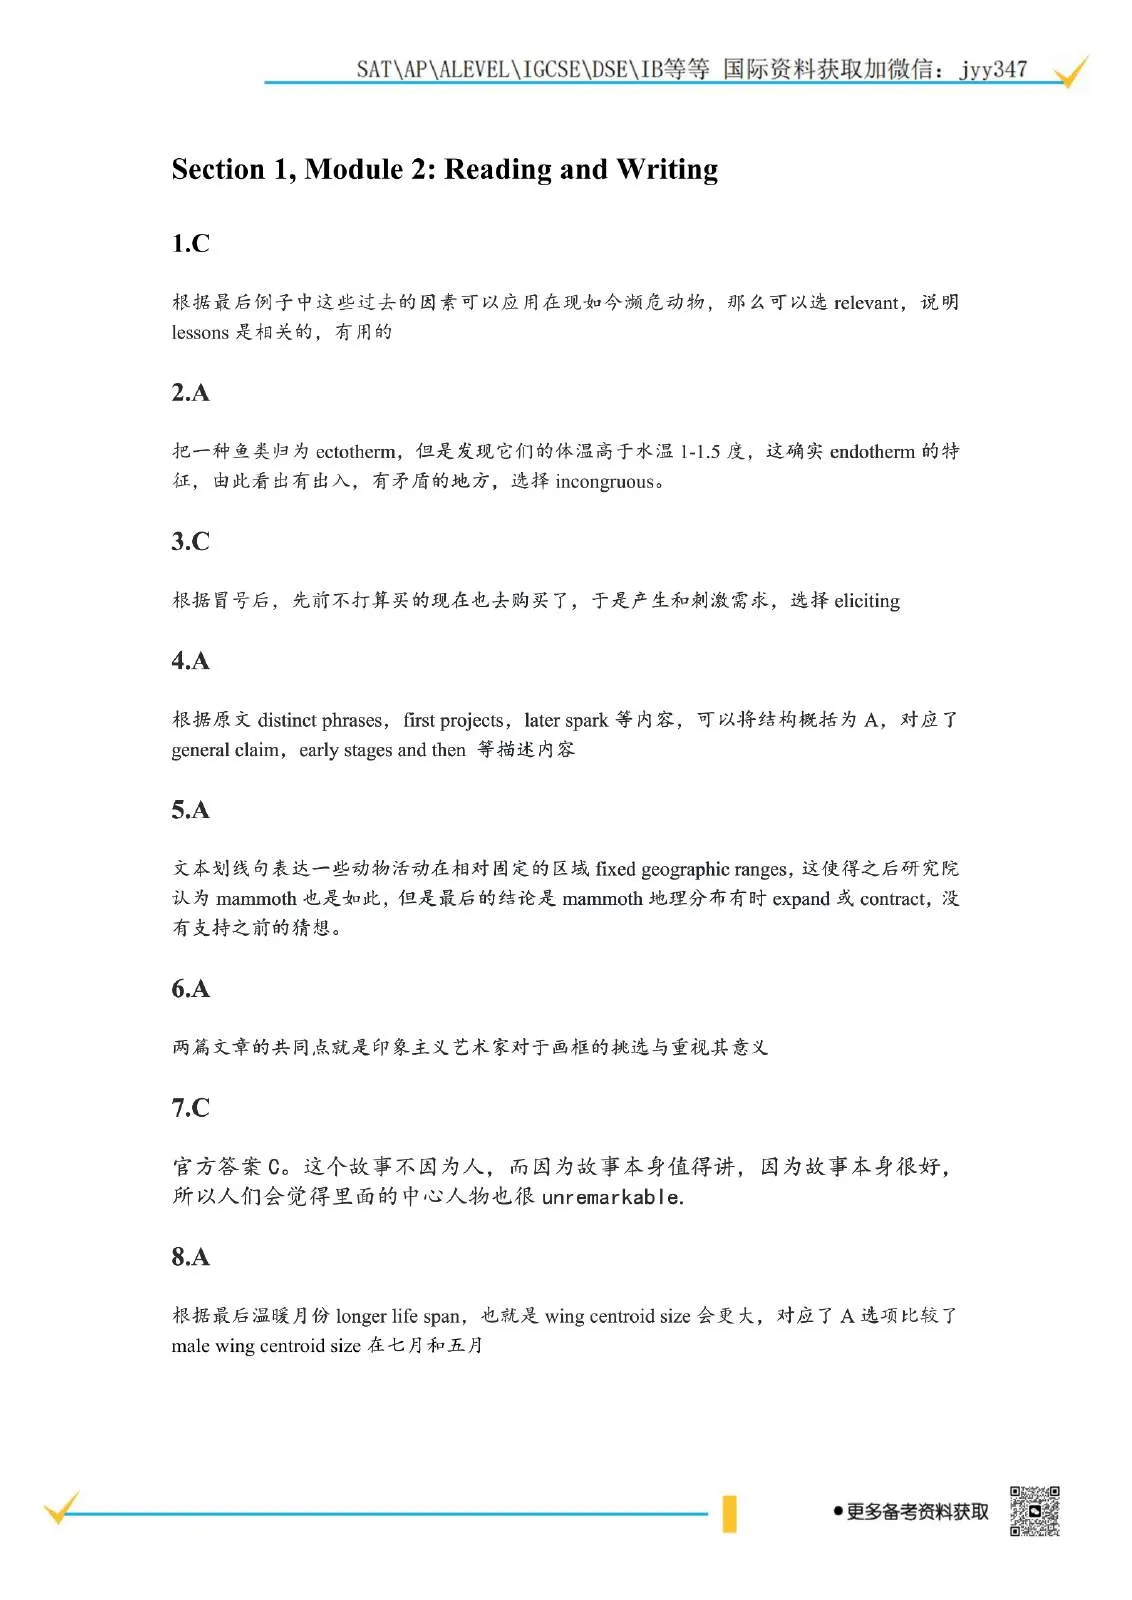 SAT\AP\ALEVEL\IGCSE\DSE\IB等等 国际资料获取加微信：jyy347
Section 1, Module 2: Reading and Writing
1.C
根据最后例子中这些过去的因素可以应用在现如今濒危动物，那么可以选 relevant，说明
lessons 是相关的，有用的
2.A
把一种鱼类归为 ectotherm，但是发现它们的体温高于水温 1-1.5 度，这确实 endotherm 的特
征，由此看出有出入，有矛盾的地方，选择 incongruous。
3.C
根据冒号后，先前不打算买的现在也去购买了，于是产生和刺激需求，选择 eliciting
4.A
根据原文 distinct phrases，first projects，later spark 等内容，可以将结构概括为 A，对应了
general claim，early stages and then 等描述内容
5.A
文本划线句表达一些动物活动在相对固定的区域 fixed geographic ranges，这使得之后研究院
认为 mammoth 也是如此，但是最后的结论是 mammoth 地理分布有时 expand 或 contract，没
有支持之前的猜想。
6.A
两篇文章的共同点就是印象主义艺术家对于画框的挑选与重视其意义
7.C
官方答案 C。这个故事不因为人，而因为故事本身值得讲，因为故事本身很好，
所以人们会觉得里面的中心人物也很 unremarkable.
8.A
根据最后温暖月份 longer life span，也就是 wing centroid size 会更大，对应了 A 选项比较了
male wing centroid size 在七月和五月
●更多备考资料获取